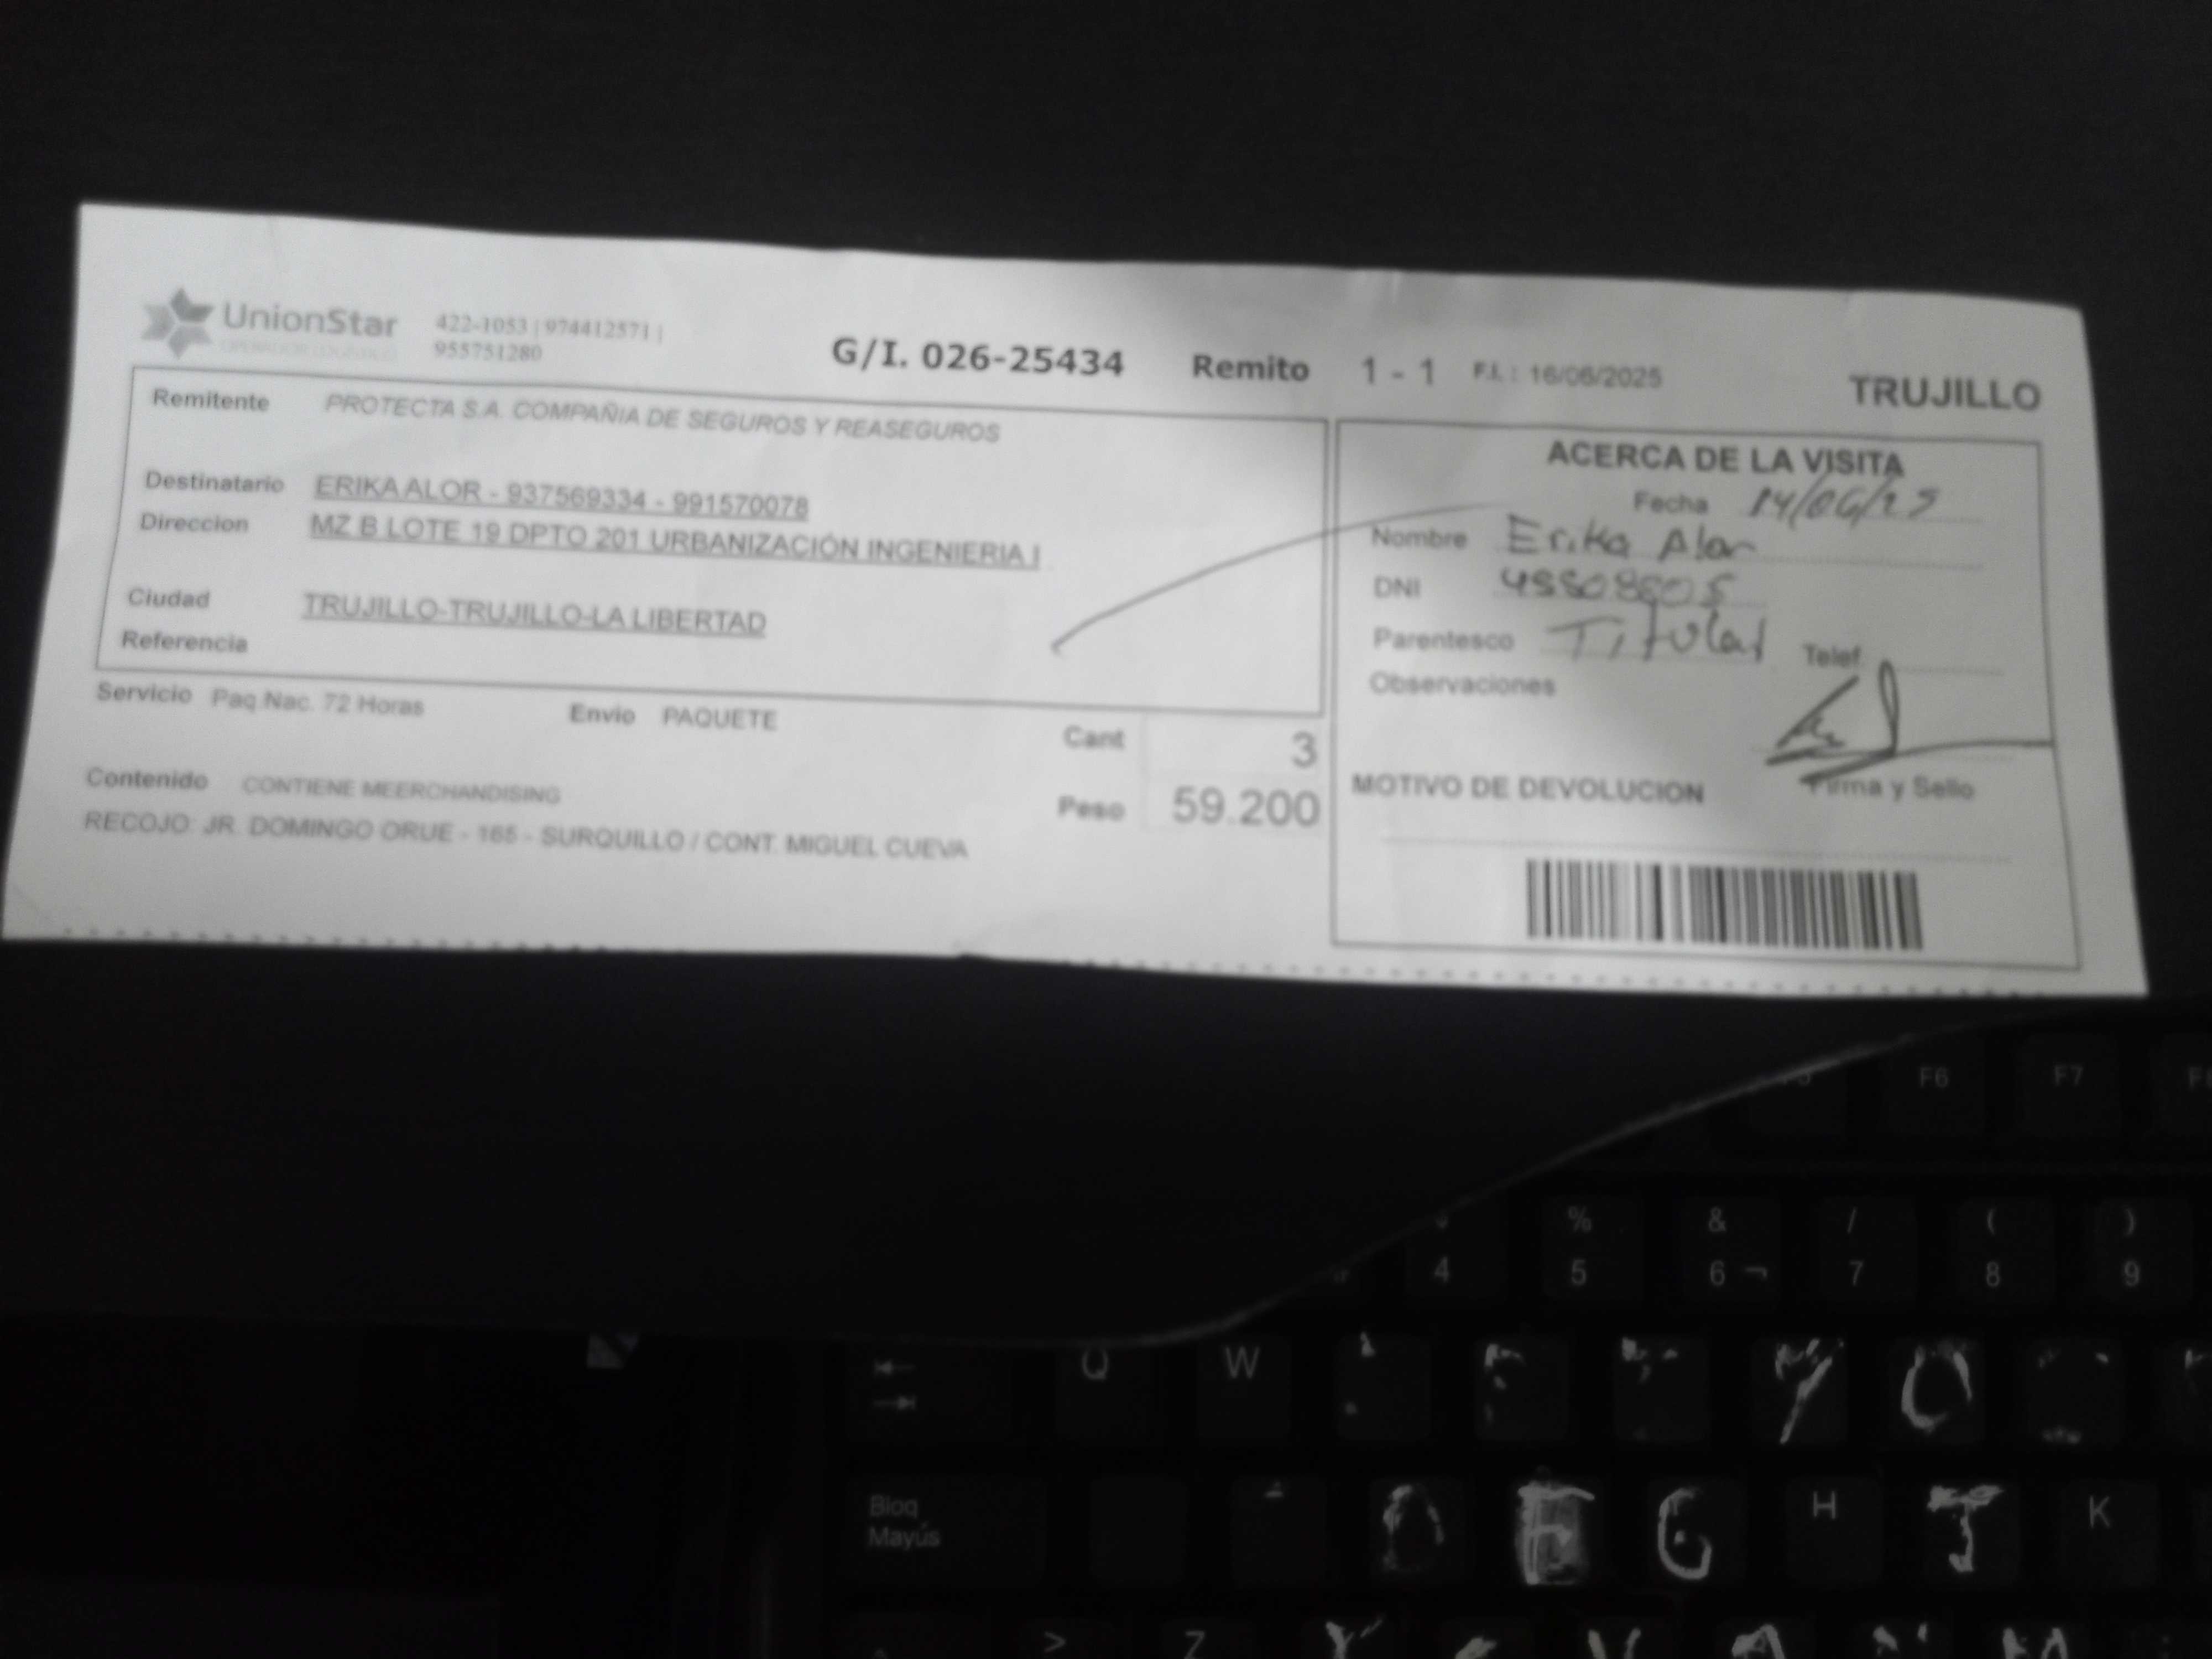 UnionStar
OPERADOR LOGÍSTICO
422-1053 | 974412571 |
955751280
G/I. 026-25434 Remito 1 - 1 F.I. : 16/06/2025 TRUJILLO
Remitente PROTECTA S.A. COMPAÑIA DE SEGUROS Y REASEGUROS
Destinatario ERIKA ALOR - 937569334 - 991570078
Direccion MZ B LOTE 19 DPTO 201 URBANIZACIÓN INGENIERIA I
Ciudad TRUJILLO-TRUJILLO-LA LIBERTAD
Referencia
Servicio Paq.Nac. 72 Horas Envio PAQUETE Cant 3
Contenido CONTIENE MEERCHANDISING Peso 59.200
RECOJO: JR. DOMINGO ORUE - 165 - SURQUILLO / CONT. MIGUEL CUEVA
ACERCA DE LA VISITA
Fecha
Nombre Erika Alor
DNI
Parentesco Titular Telef.
Observaciones
Firma y Sello
MOTIVO DE DEVOLUCION
F6 F7
% & / ( )
4 5 6 ¬ 7 8 9
Q W Y U
Bloq
Mayús
F G H J K
> Z